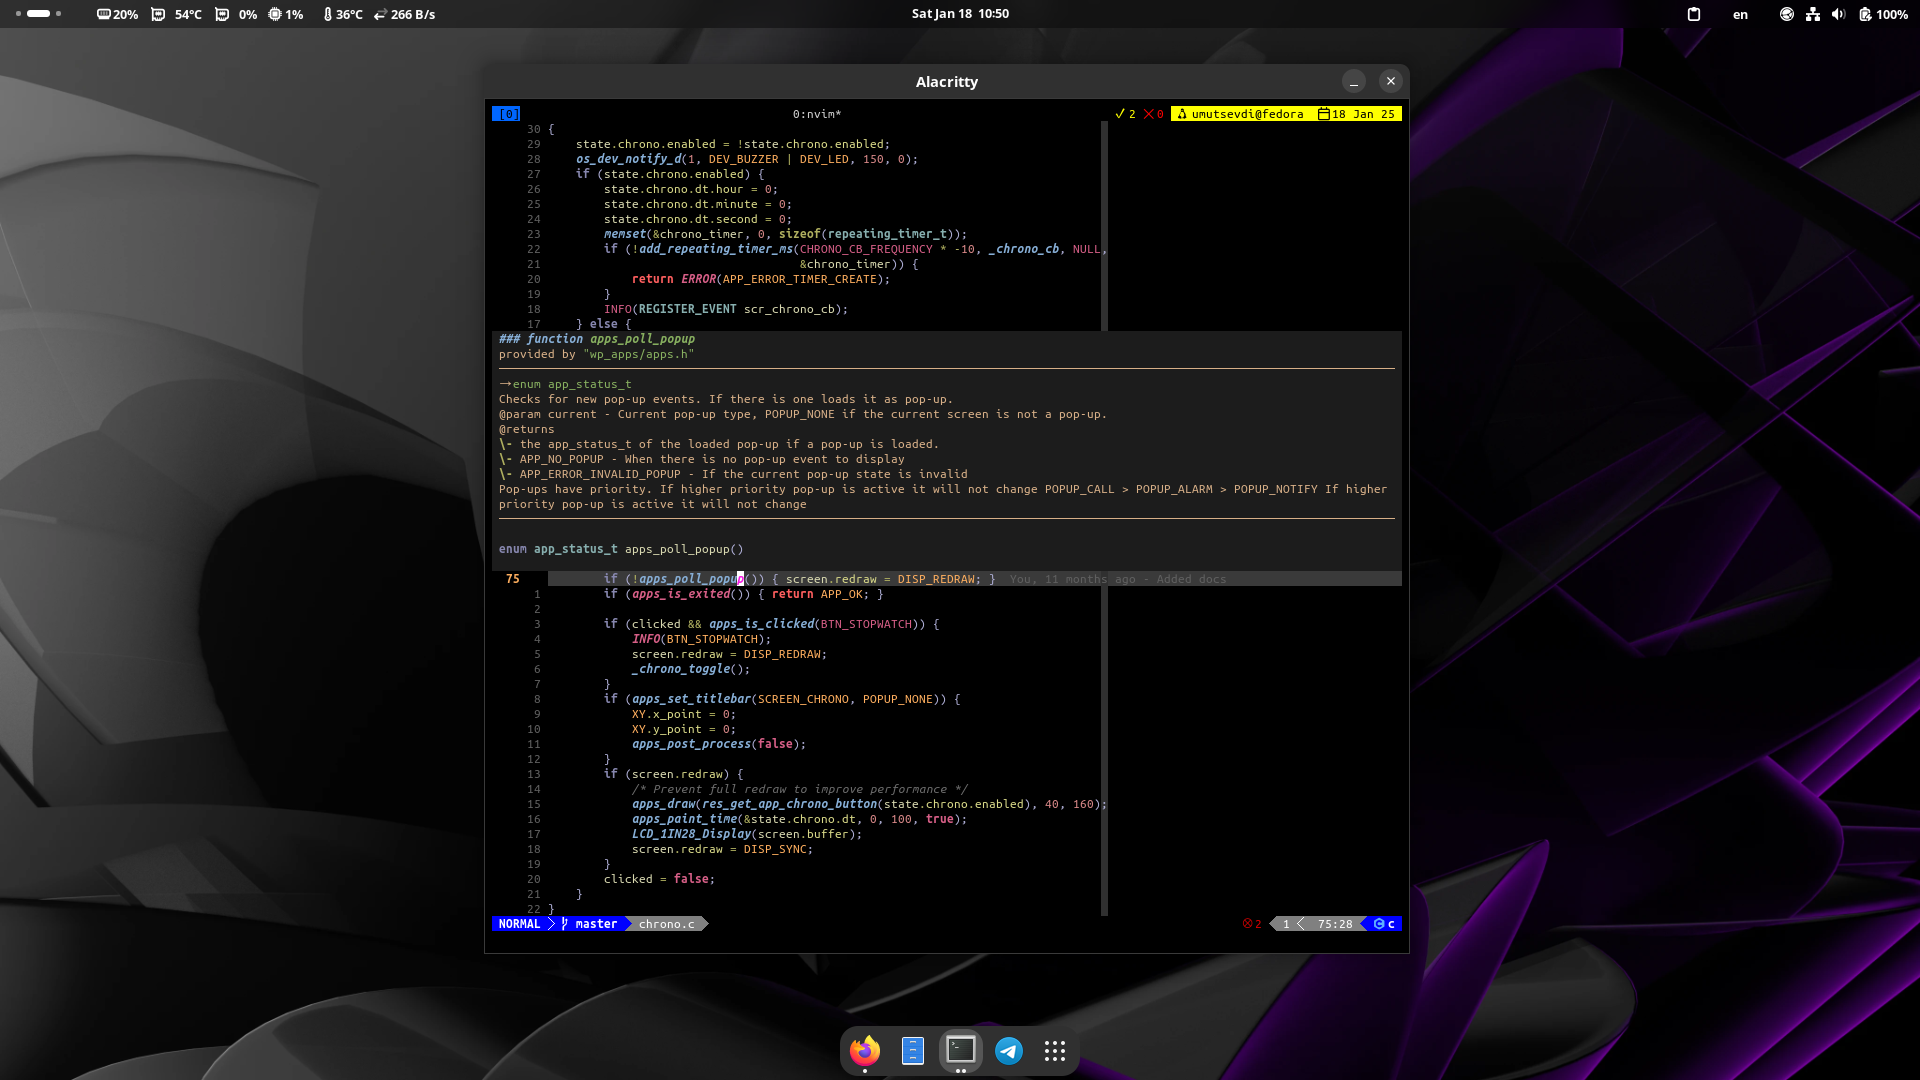 20% 54°C 0% 1% 36°C 266 B/s
Sat Jan 18 10:50
en 100%
Alacritty
[0] 0:nvim* ✓ 2 ✗ 0 umutsevdi@fedora 18 Jan 25
30 {
29 state.chrono.enabled = !state.chrono.enabled;
28 os_dev_notify_d(1, DEV_BUZZER | DEV_LED, 150, 0);
27 if (state.chrono.enabled) {
26 state.chrono.dt.hour = 0;
25 state.chrono.dt.minute = 0;
24 state.chrono.dt.second = 0;
23 memset(&chrono_timer, 0, sizeof(repeating_timer_t));
22 if (!add_repeating_timer_ms(CHRONO_CB_FREQUENCY * -10, _chrono_cb, NULL,
21 &chrono_timer)) {
20 return ERROR(APP_ERROR_TIMER_CREATE);
19 }
18 INFO(REGISTER_EVENT scr_chrono_cb);
17 } else {
### function apps_poll_popup
provided by "wp_apps/apps.h"
→enum app_status_t
Checks for new pop-up events. If there is one loads it as pop-up.
@param current - Current pop-up type, POPUP_NONE if the current screen is not a pop-up.
@returns
\- the app_status_t of the loaded pop-up if a pop-up is loaded.
\- APP_NO_POPUP - When there is no pop-up event to display
\- APP_ERROR_INVALID_POPUP - If the current pop-up state is invalid
Pop-ups have priority. If higher priority pop-up is active it will not change POPUP_CALL > POPUP_ALARM > POPUP_NOTIFY If higher
priority pop-up is active it will not change
enum app_status_t apps_poll_popup()
75 if (!apps_poll_popup()) { screen.redraw = DISP_REDRAW; } You, 11 months ago - Added docs
1 if (apps_is_exited()) { return APP_OK; }
2
3 if (clicked && apps_is_clicked(BTN_STOPWATCH)) {
4 INFO(BTN_STOPWATCH);
5 screen.redraw = DISP_REDRAW;
6 _chrono_toggle();
7 }
8 if (apps_set_titlebar(SCREEN_CHRONO, POPUP_NONE)) {
9 XY.x_point = 0;
10 XY.y_point = 0;
11 apps_post_process(false);
12 }
13 if (screen.redraw) {
14 /* Prevent full redraw to improve performance */
15 apps_draw(res_get_app_chrono_button(state.chrono.enabled), 40, 160);
16 apps_paint_time(&state.chrono.dt, 0, 100, true);
17 LCD_1IN28_Display(screen.buffer);
18 screen.redraw = DISP_SYNC;
19 }
20 clicked = false;
21 }
22 }
NORMAL master chrono.c 2 1 75:28 c